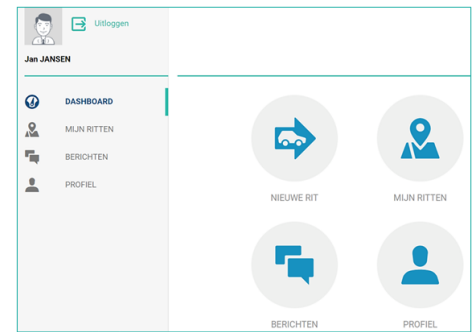 Uitloggen
Jan JANSEN
DASHBOARD
MIJN RITTEN
BERICHTEN
PROFIEL
NIEUWE RIT
MIJN RITTEN
BERICHTEN
PROFIEL